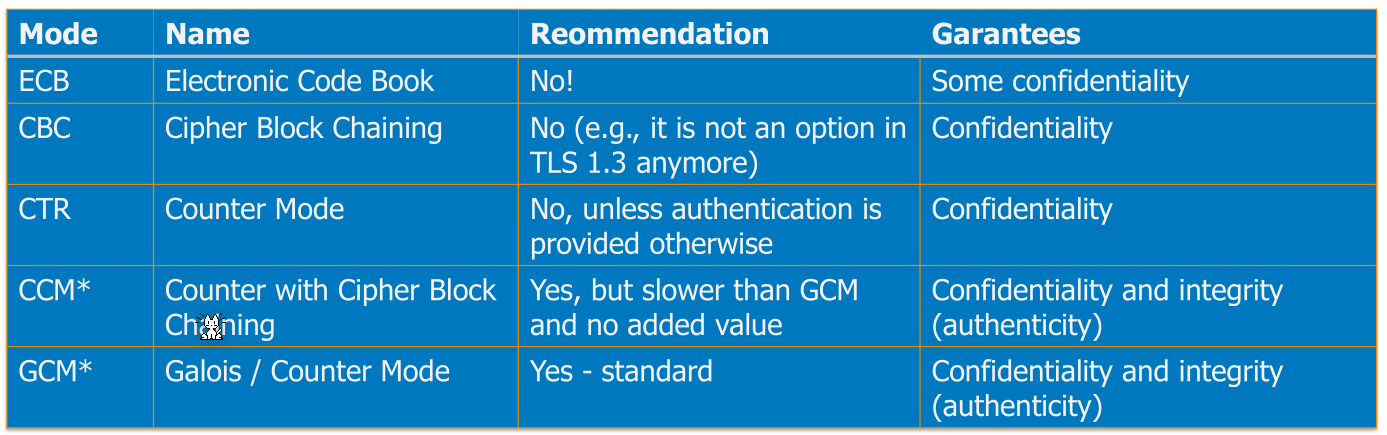 Mode Name Reommendation Garantees
ECB Electronic Code Book No! Some confidentiality
CBC Cipher Block Chaining No (e.g., it is not an option in Confidentiality
TLS 1.3 anymore)
CTR Counter Mode No, unless authentication is Confidentiality
provided otherwise
CCM* Counter with Cipher Block Yes, but slower than GCM Confidentiality and integrity
Chaining and no added value (authenticity)
GCM* Galois / Counter Mode Yes - standard Confidentiality and integrity
(authenticity)